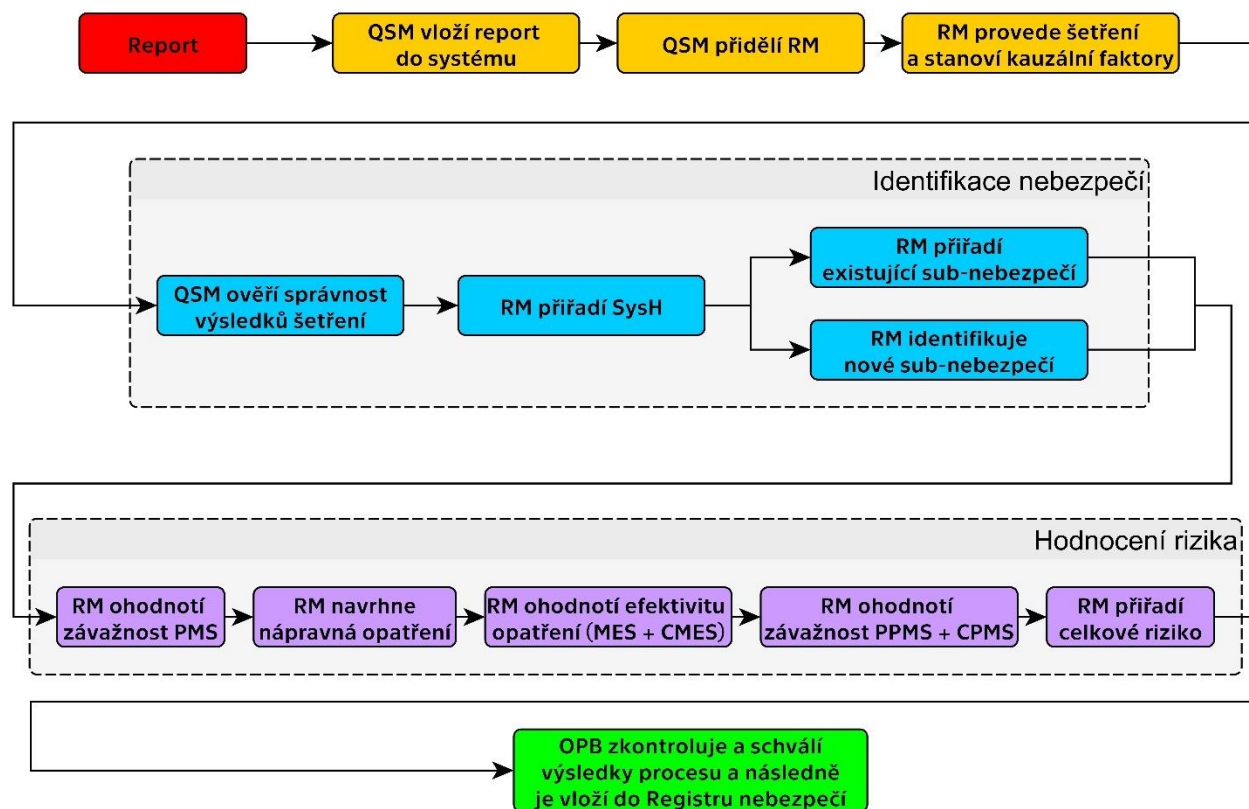 Report
QSM vloží report
do systému
QSM přidělí RM
RM provede šetření
a stanoví kauzální faktory
Identifikace nebezpečí
QSM ověří správnost
výsledků šetření
RM přiřadí SysH
RM přiřadí
existující sub-nebezpečí
RM identifikuje
nové sub-nebezpečí
Hodnocení rizika
RM ohodnotí
závažnost PMS
RM navrhne
nápravná opatření
RM ohodnotí efektivitu
opatření (MES + CMES)
RM ohodnotí
závažnost PPMS + CPMS
RM přiřadí
celkové riziko
OPB zkontroluje a schválí
výsledky procesu a následně
je vloží do Registru nebezpečí